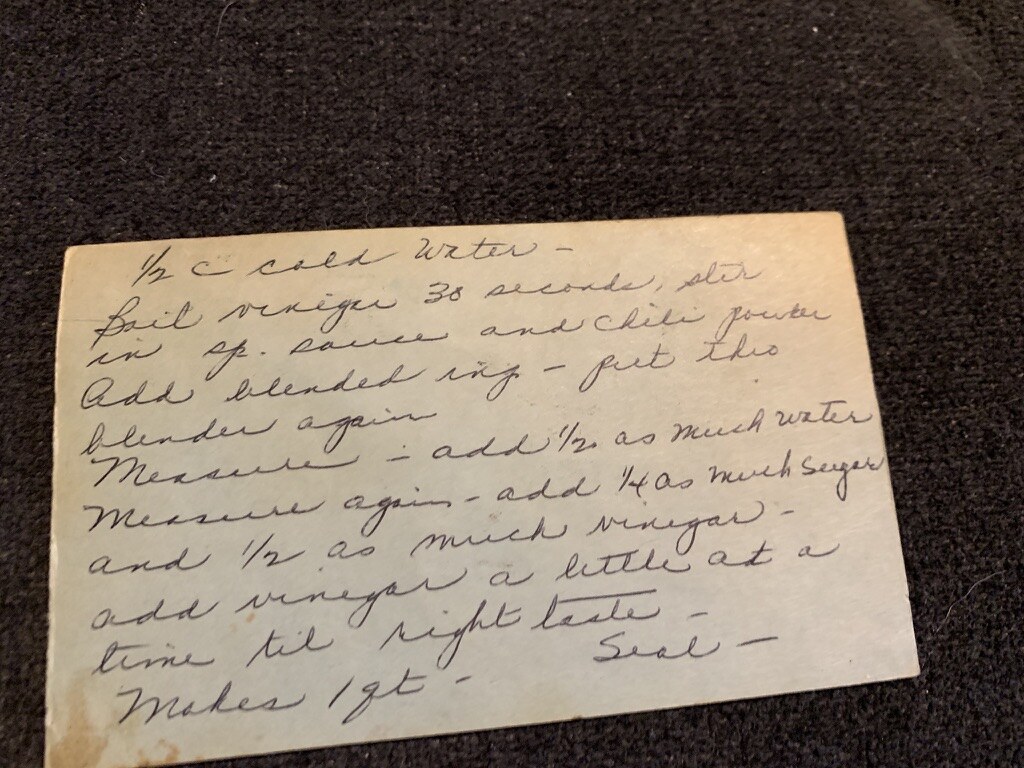 1/2 c cold water -
Boil vinegar 30 seconds, stir
in sp. sauce and chili powder
Add blended ing - put thro
blender again
Measure - add 1/2 as much water
Measure again - add 1/4 as much sugar
and 1/2 as much vinegar -
add vinegar a little at a
time til right taste -
Makes 1 qt - Seal -